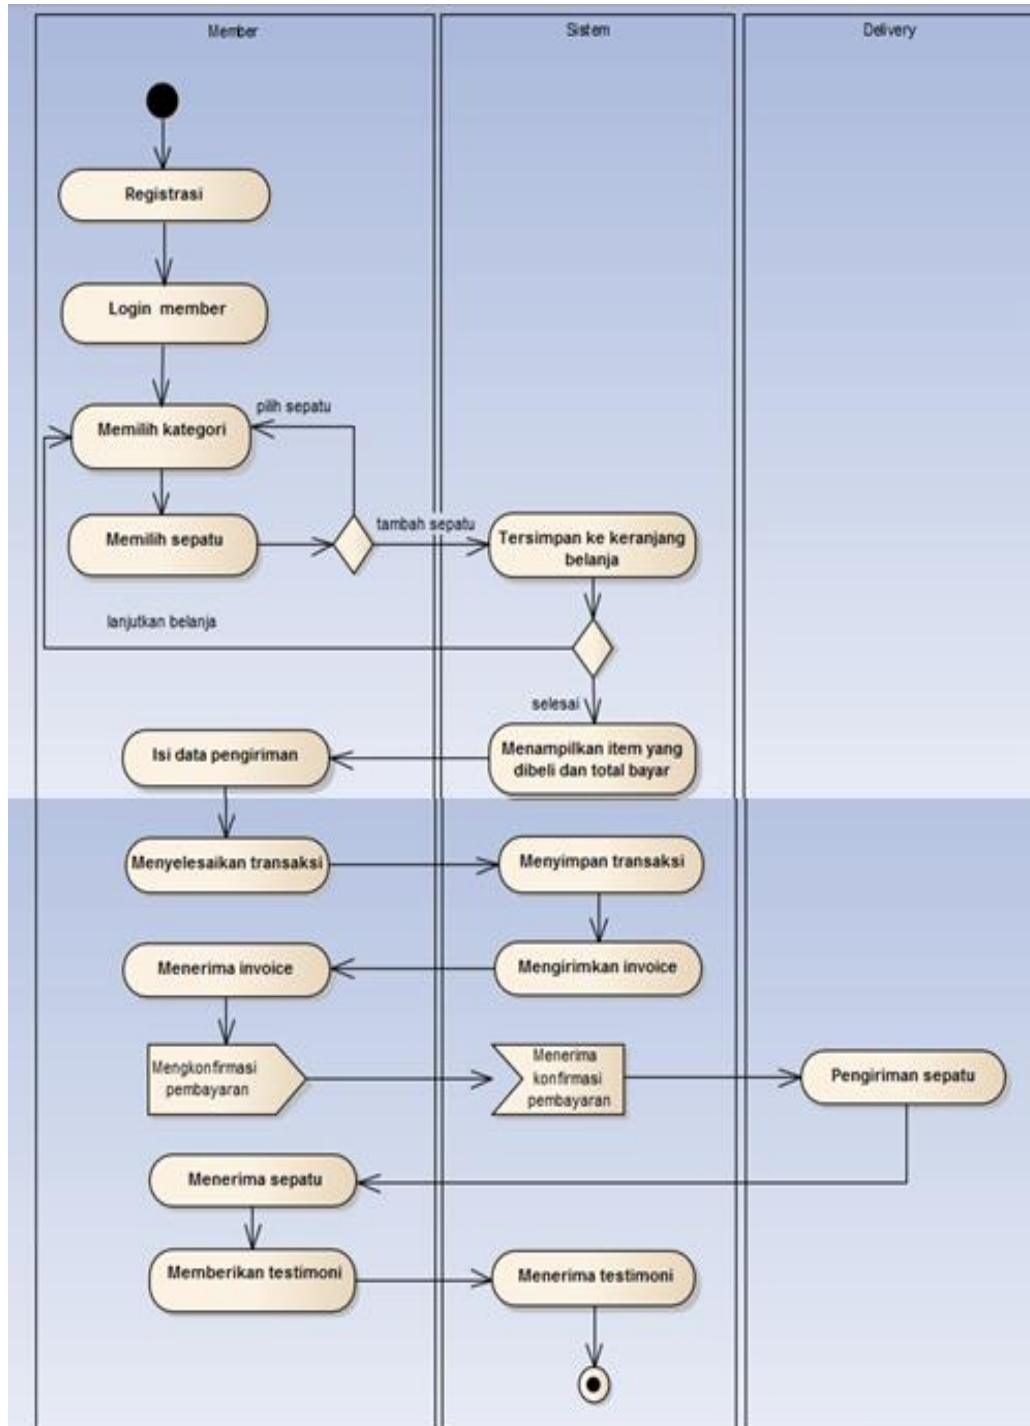 Member
Sistem
Delivery
Registrasi
Login member
pilih sepatu
Memilih kategori
Memilih sepatu
tambah sepatu
Tersimpan ke keranjang
belanja
lanjutkan belanja
selesai
Isi data pengiriman
Menampilkan item yang
dibeli dan total bayar
Menyelesaikan transaksi
Menyimpan transaksi
Menerima invoice
Mengirimkan invoice
Mengkonfirmasi
pembayaran
Menerima
konfirmasi
pembayaran
Pengiriman sepatu
Menerima sepatu
Memberikan testimoni
Menerima testimoni